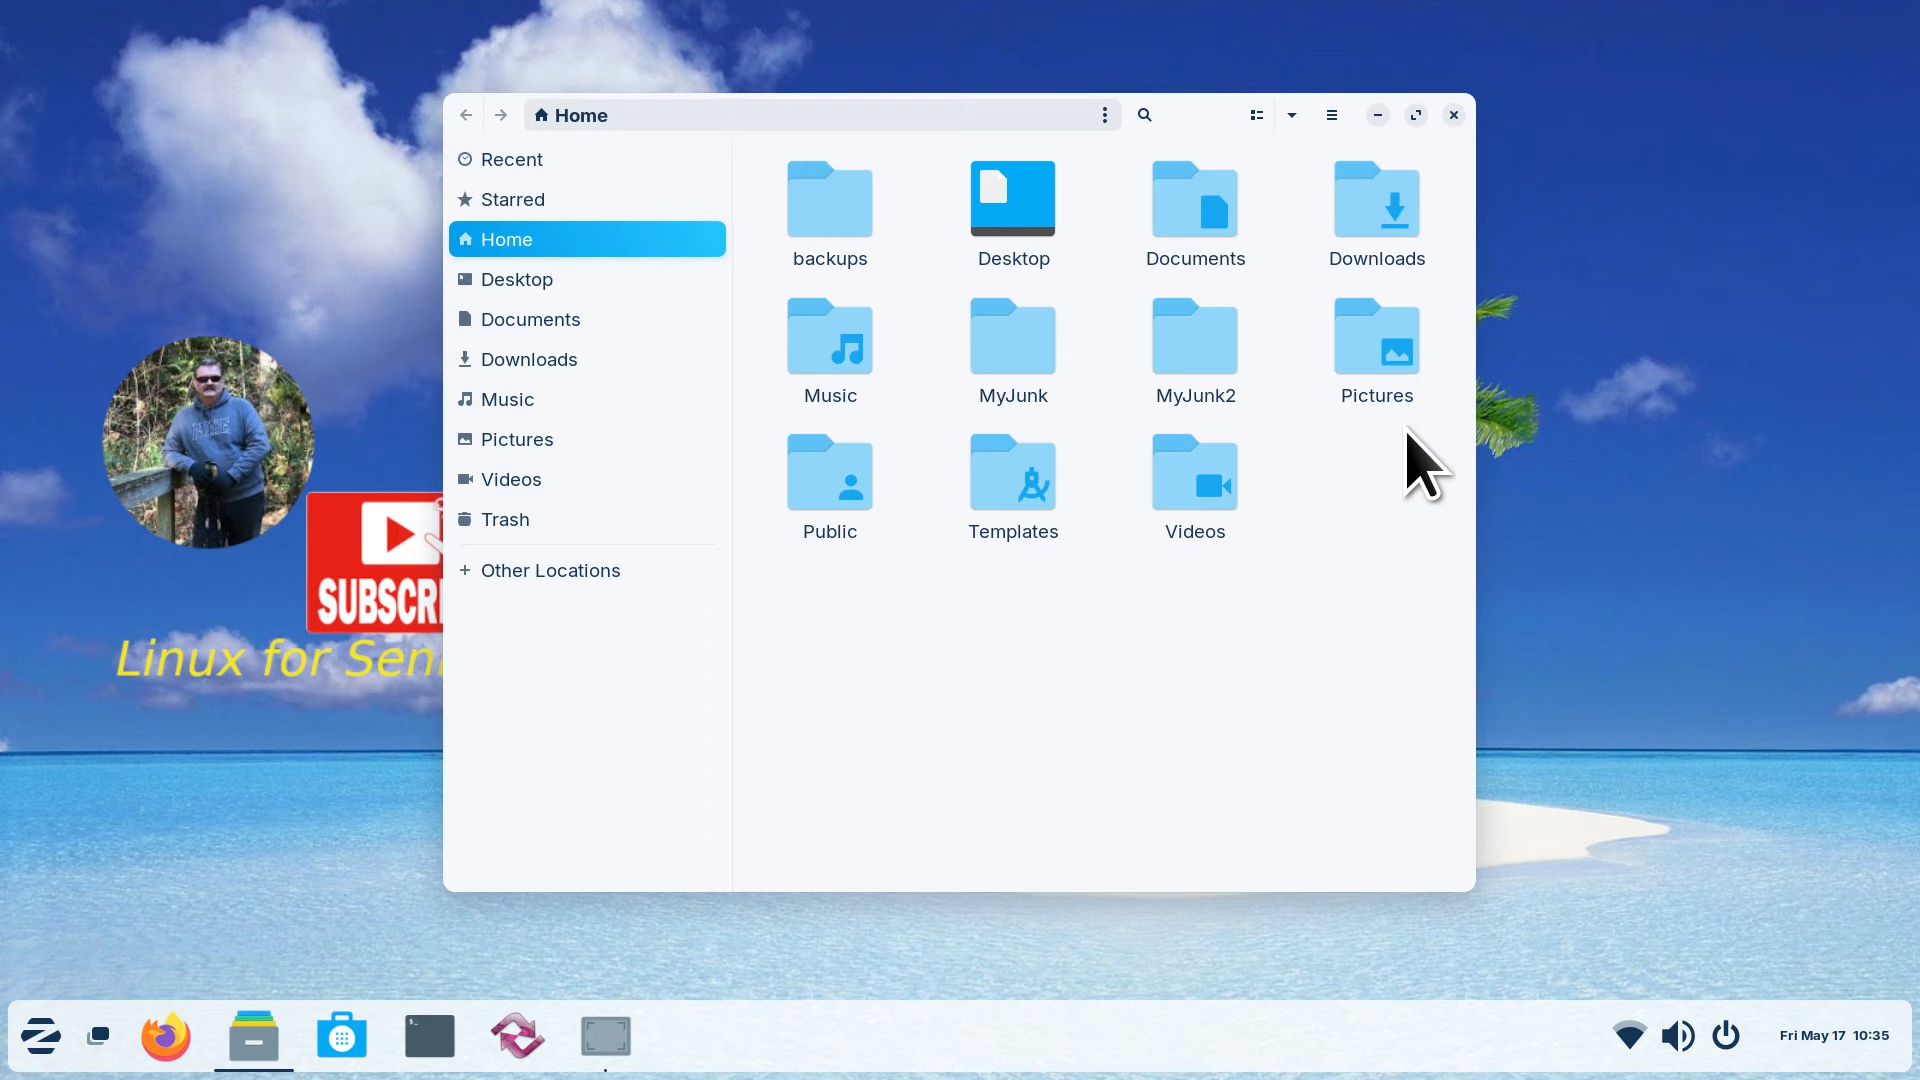 Home
Recent
Starred
Home
Desktop
Documents
Downloads
Music
Pictures
Videos
Trash
Other Locations
backups
Desktop
Documents
Downloads
Music
MyJunk
MyJunk2
Pictures
Public
Templates
Videos
SUBSCR
Linux for Sen
$_
Fri May 17 10:35